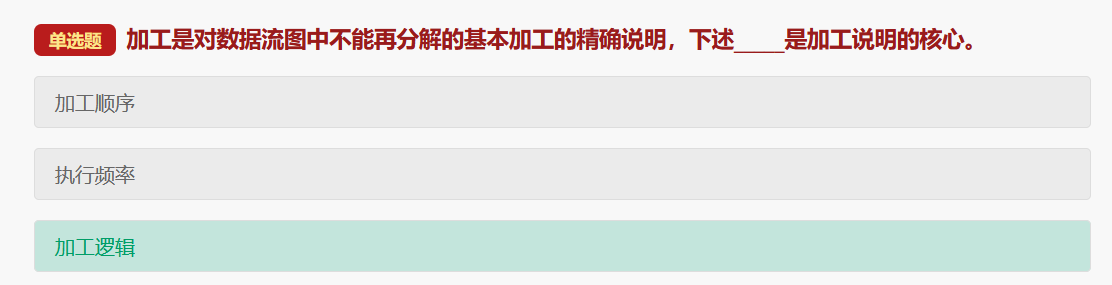 单选题 加工是对数据流图中不能再分解的基本加工的精确说明，下述_____是加工说明的核心。
加工顺序
执行频率
加工逻辑